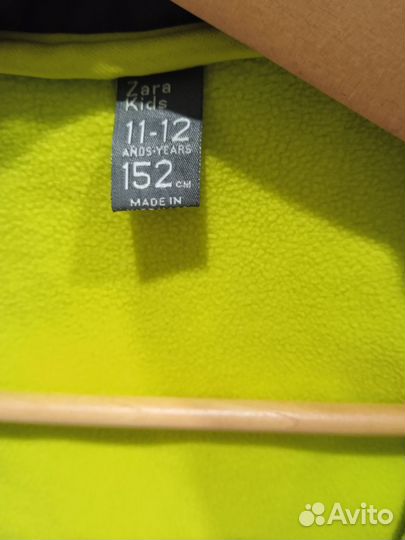 Zara
Kids
11-12
AÑOS-YEARS
152 CM
MADE IN
Avito